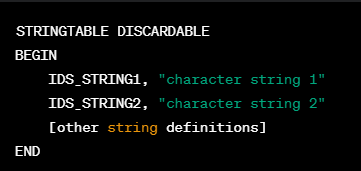 STRINGTABLE DISCARDABLE
BEGIN
IDS_STRING1, "character string 1"
IDS_STRING2, "character string 2"
[other string definitions]
END